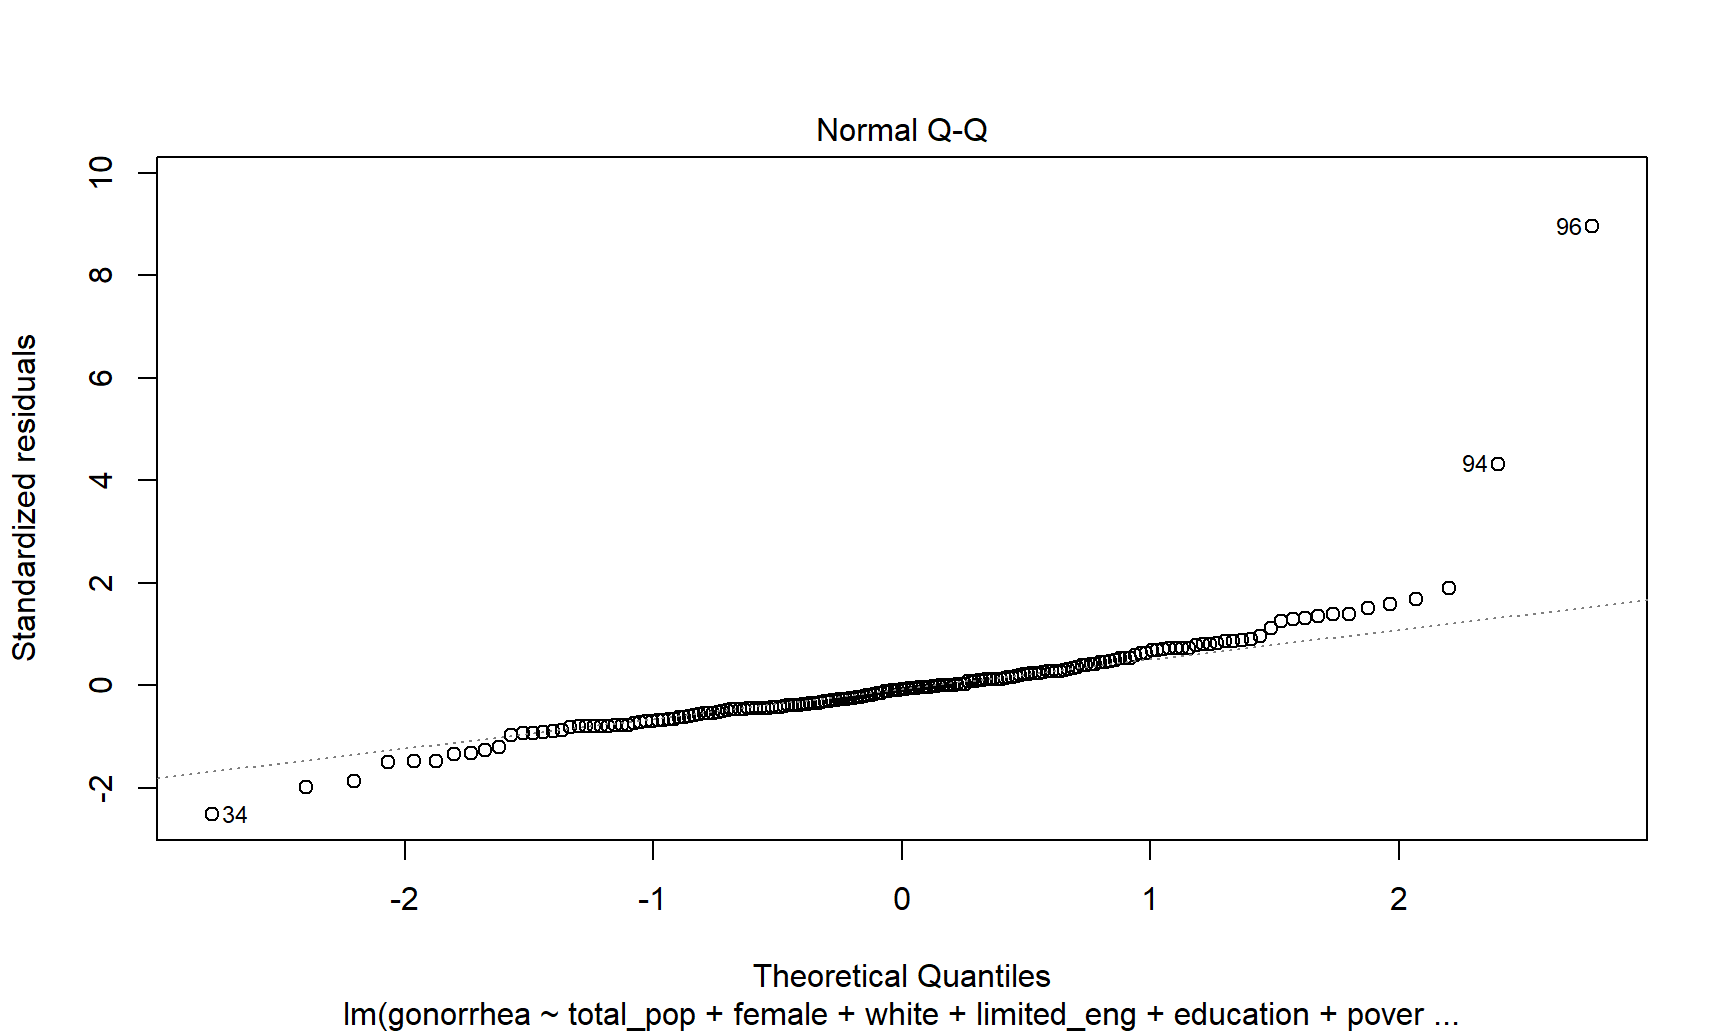 Normal Q-Q
Standardized residuals
10
8
6
4
2
0
-2
96
94
34
-2 -1 0 1 2
Theoretical Quantiles
lm(gonorrhea ~ total_pop + female + white + limited_eng + education + pover ...